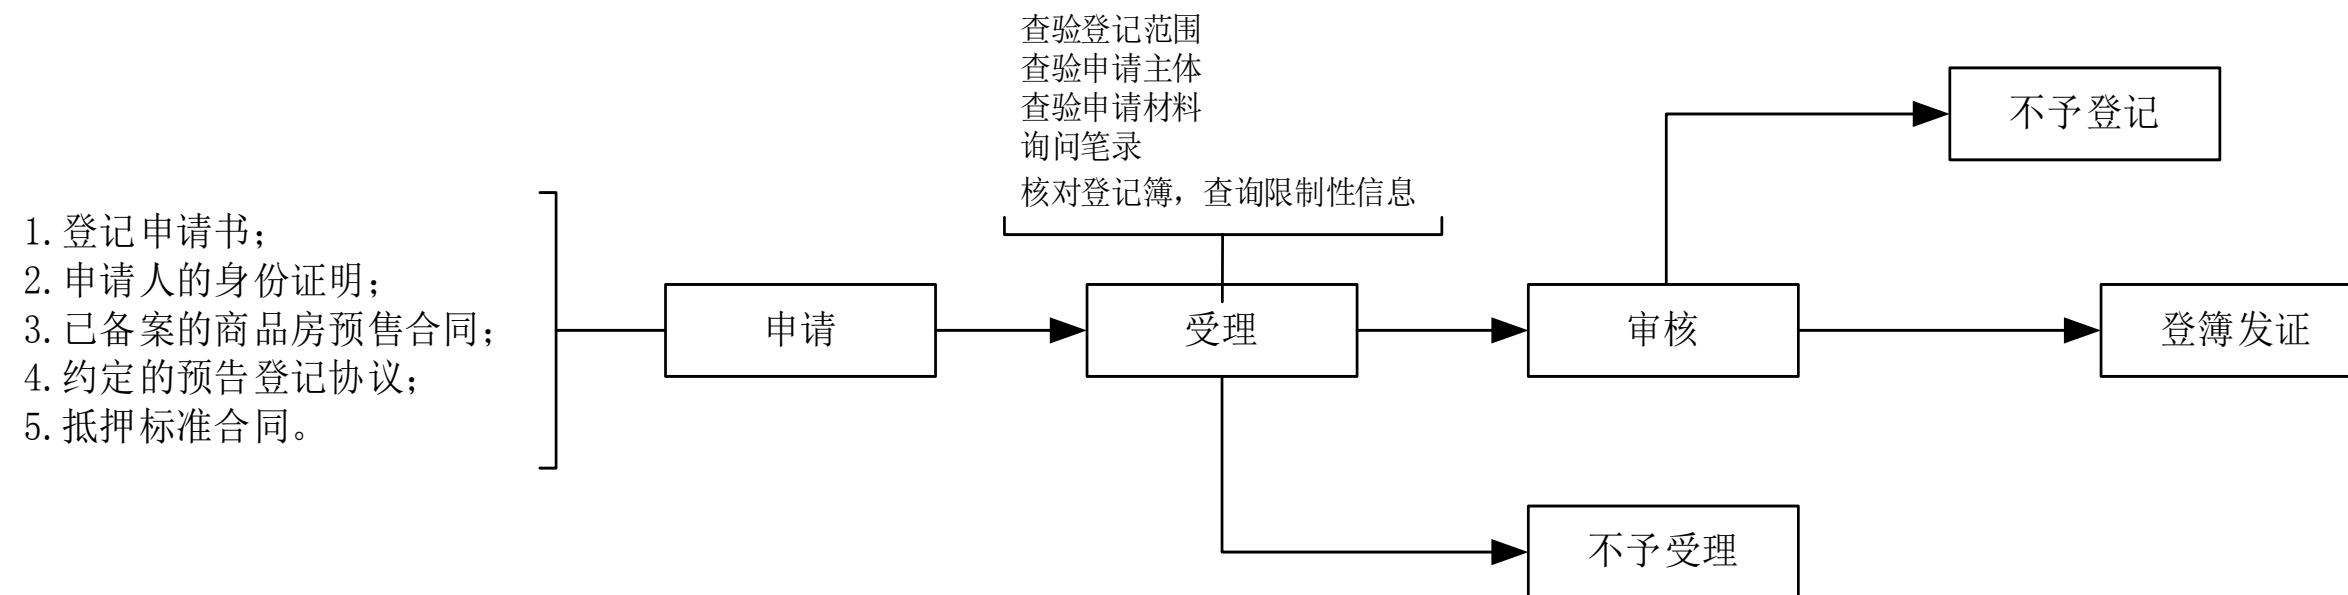 查验登记范围
查验申请主体
查验申请材料
询问笔录
核对登记簿，查询限制性信息
不予登记
1.登记申请书；
2.申请人的身份证明；
3.已备案的商品房预售合同；
4.约定的预告登记协议；
5.抵押标准合同。
申请
受理
审核
登簿发证
不予受理